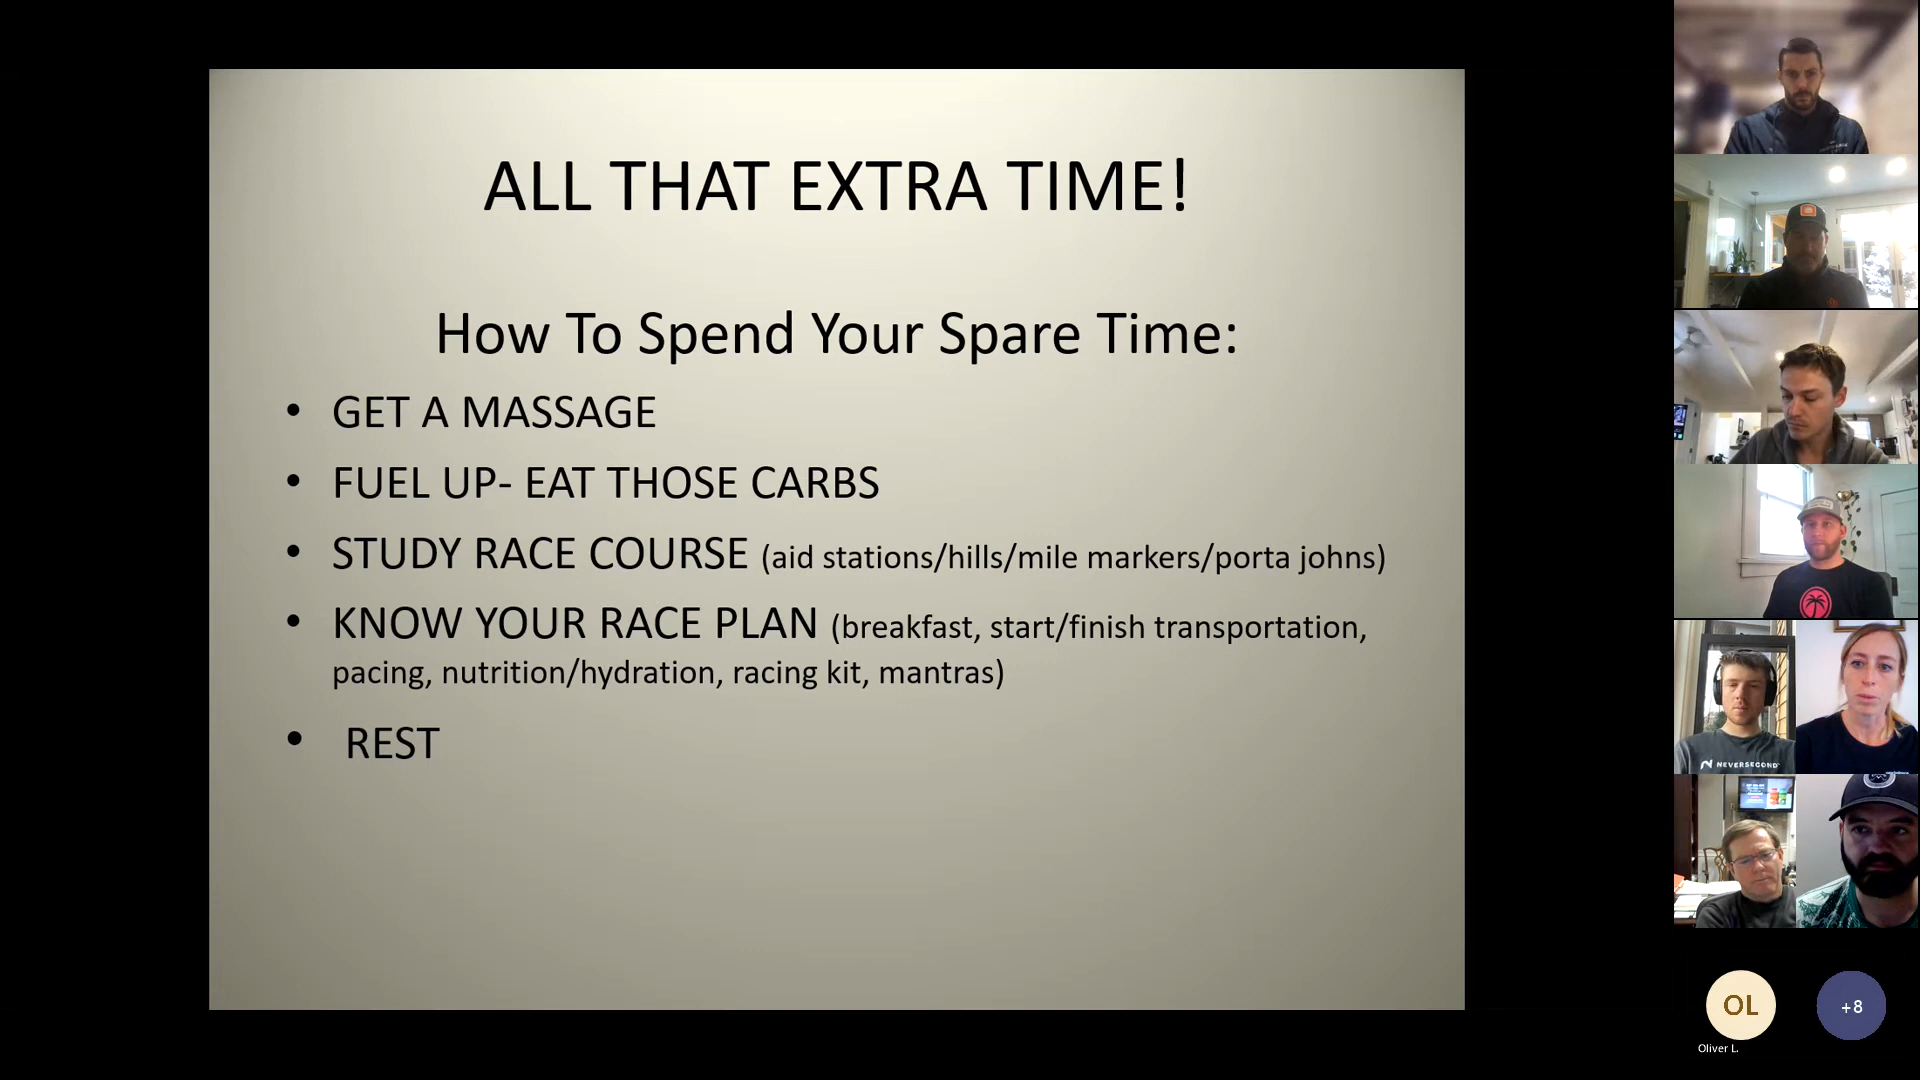 ALL THAT EXTRA TIME!
How To Spend Your Spare Time:
• GET A MASSAGE
• FUEL UP- EAT THOSE CARBS
• STUDY RACE COURSE (aid stations/hills/mile markers/porta johns)
• KNOW YOUR RACE PLAN (breakfast, start/finish transportation,
pacing, nutrition/hydration, racing kit, mantras)
• REST
NEVERSECOND
OL
+8
Oliver L.